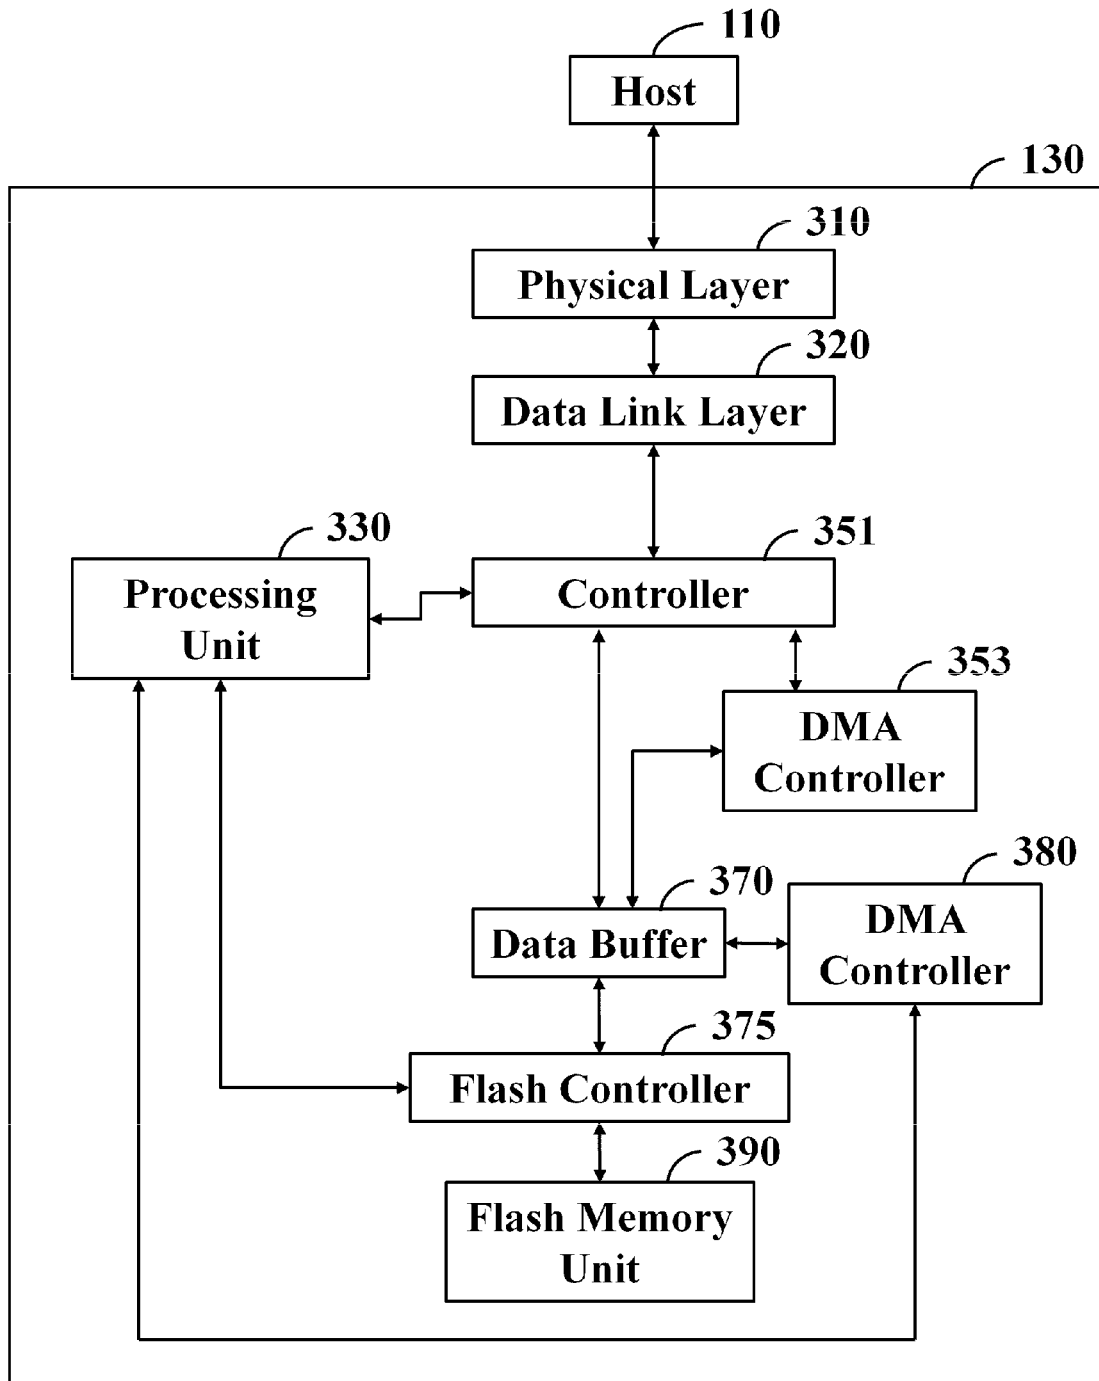 110
Host
130
310
Physical Layer
320
Data Link Layer
330
351
Processing
Unit
Controller
353
DMA
Controller
370
380
Data Buffer
DMA
Controller
375
Flash Controller
390
Flash Memory
Unit